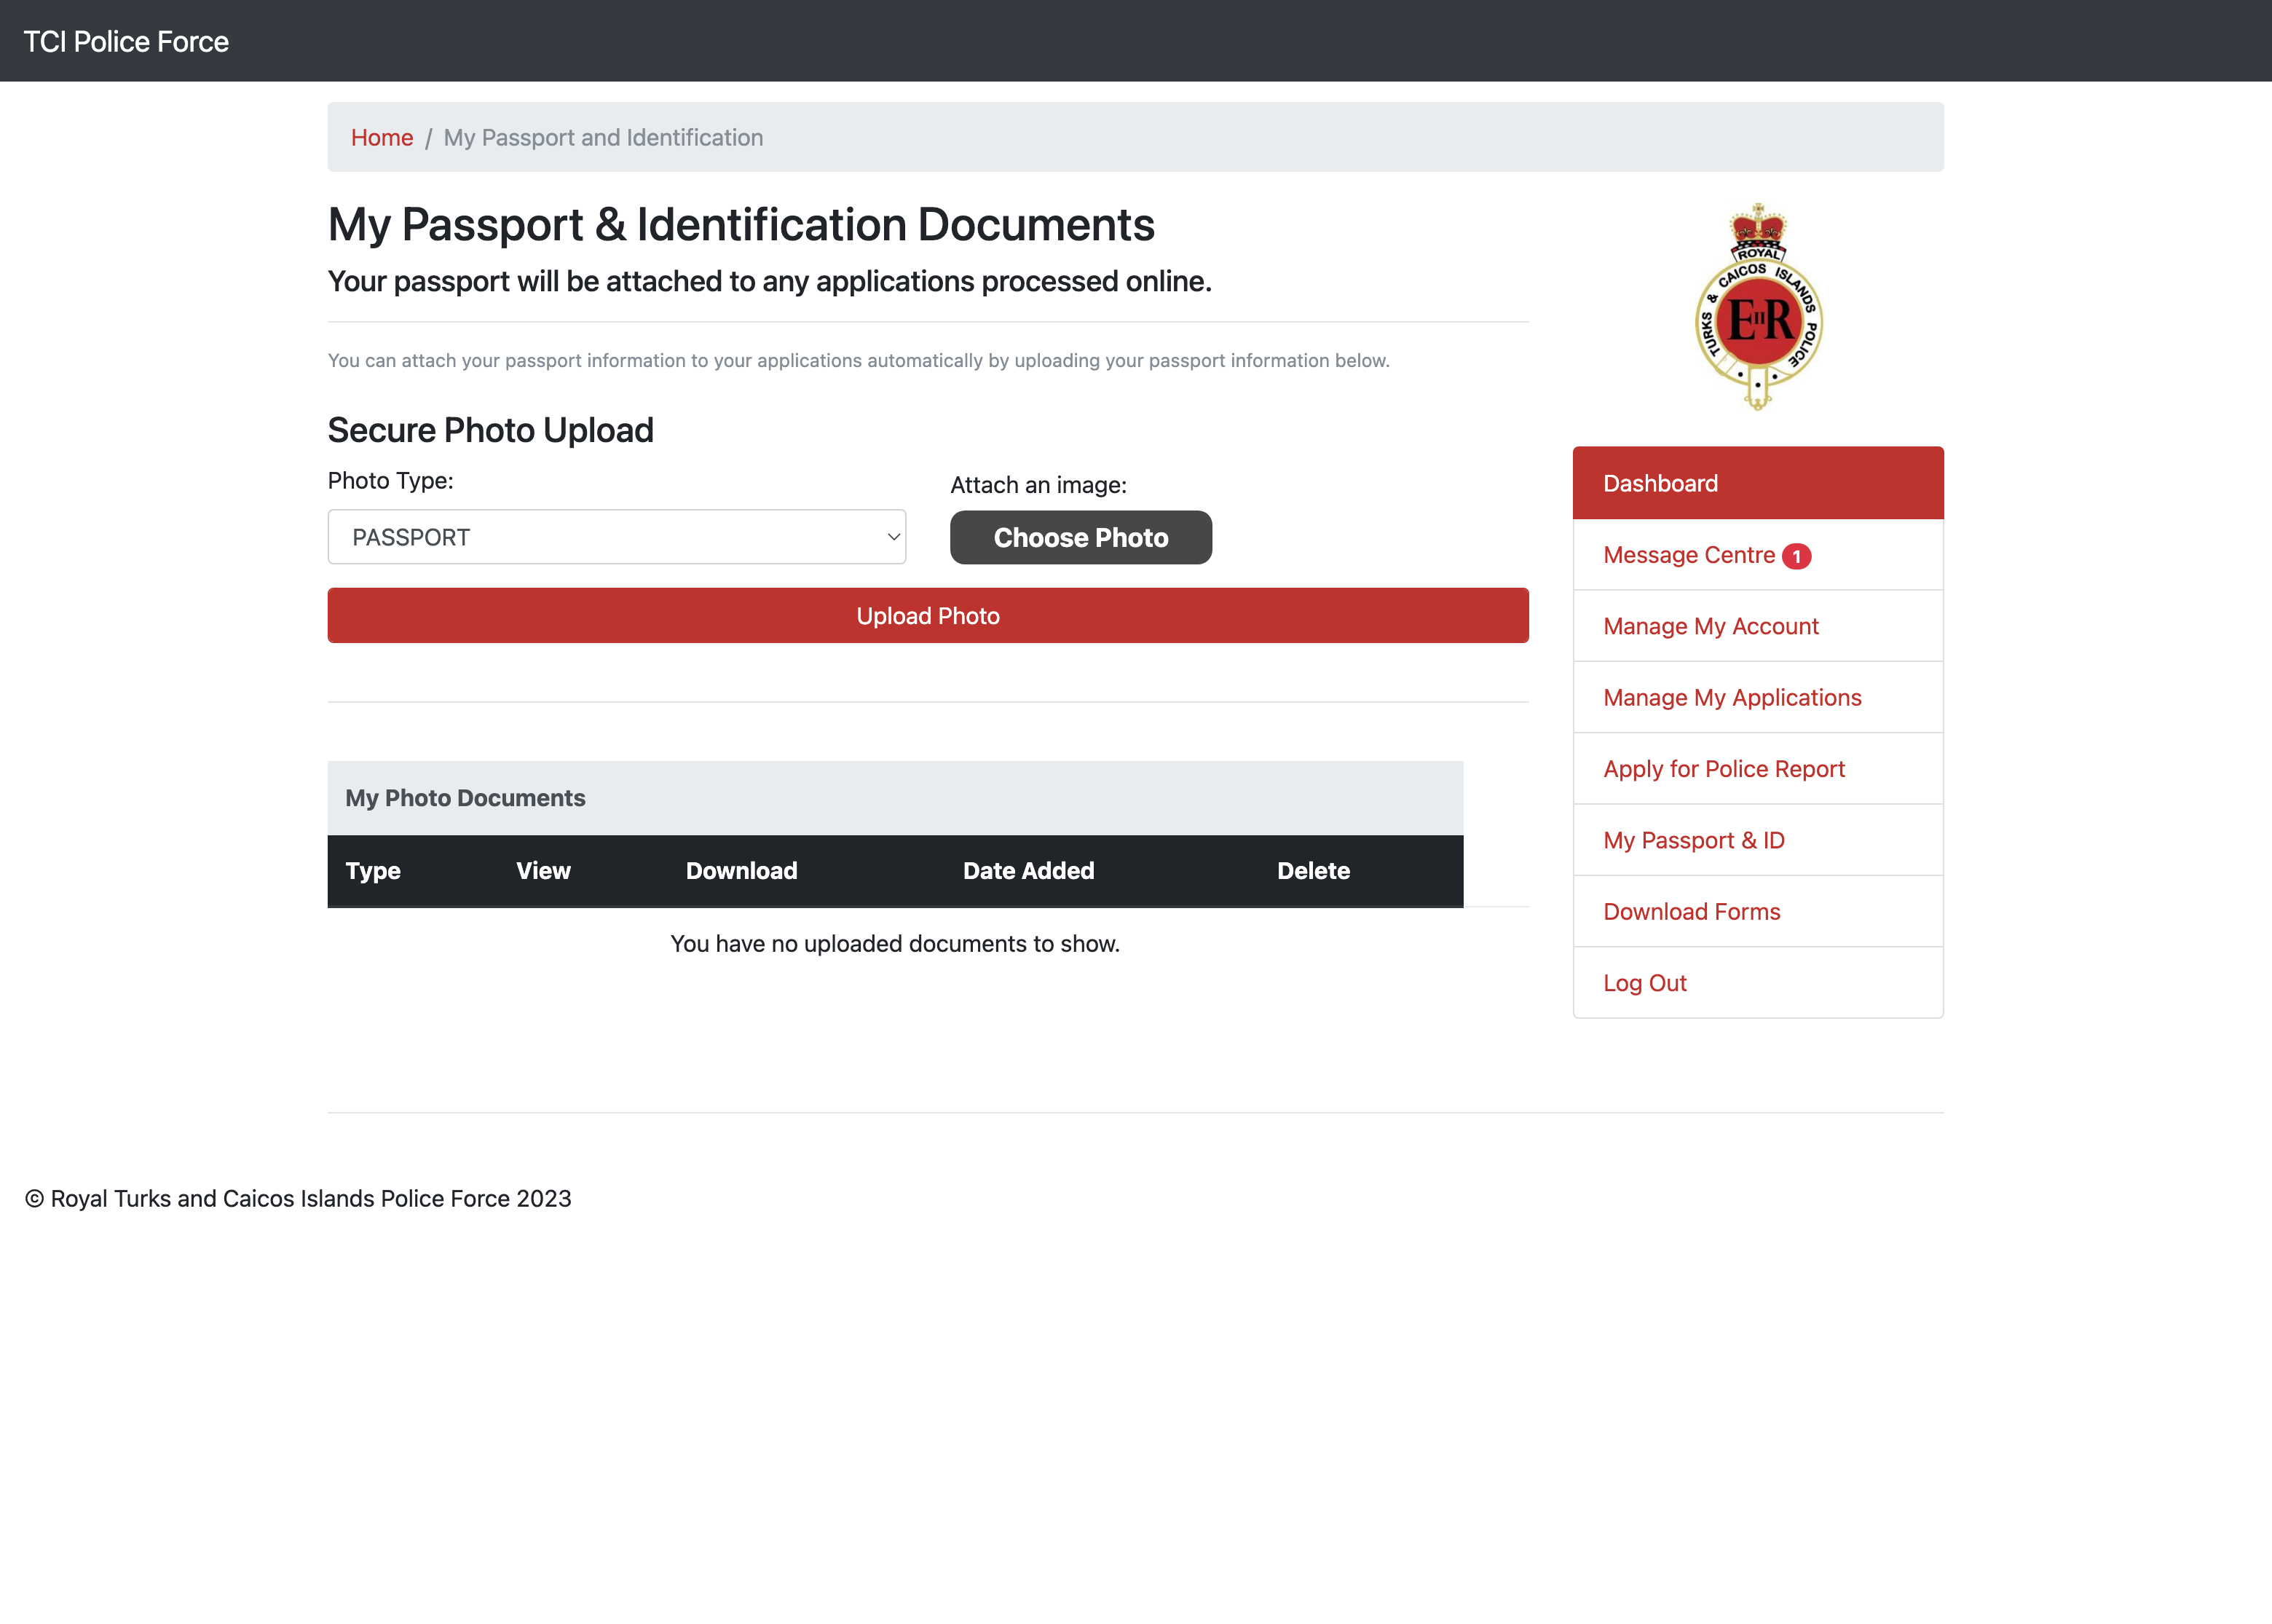 TCI Police Force
Home / My Passport and Identification
My Passport & Identification Documents
Your passport will be attached to any applications processed online.
You can attach your passport information to your applications automatically by uploading your passport information below.
Secure Photo Upload
Photo Type:
Attach an image:
PASSPORT
Choose Photo
Upload Photo
My Photo Documents
Type View Download Date Added Delete
You have no uploaded documents to show.
ROYAL
TURKS & CAICOS ISLANDS POLICE
EIIR
Dashboard
Message Centre 1
Manage My Account
Manage My Applications
Apply for Police Report
My Passport & ID
Download Forms
Log Out
© Royal Turks and Caicos Islands Police Force 2023